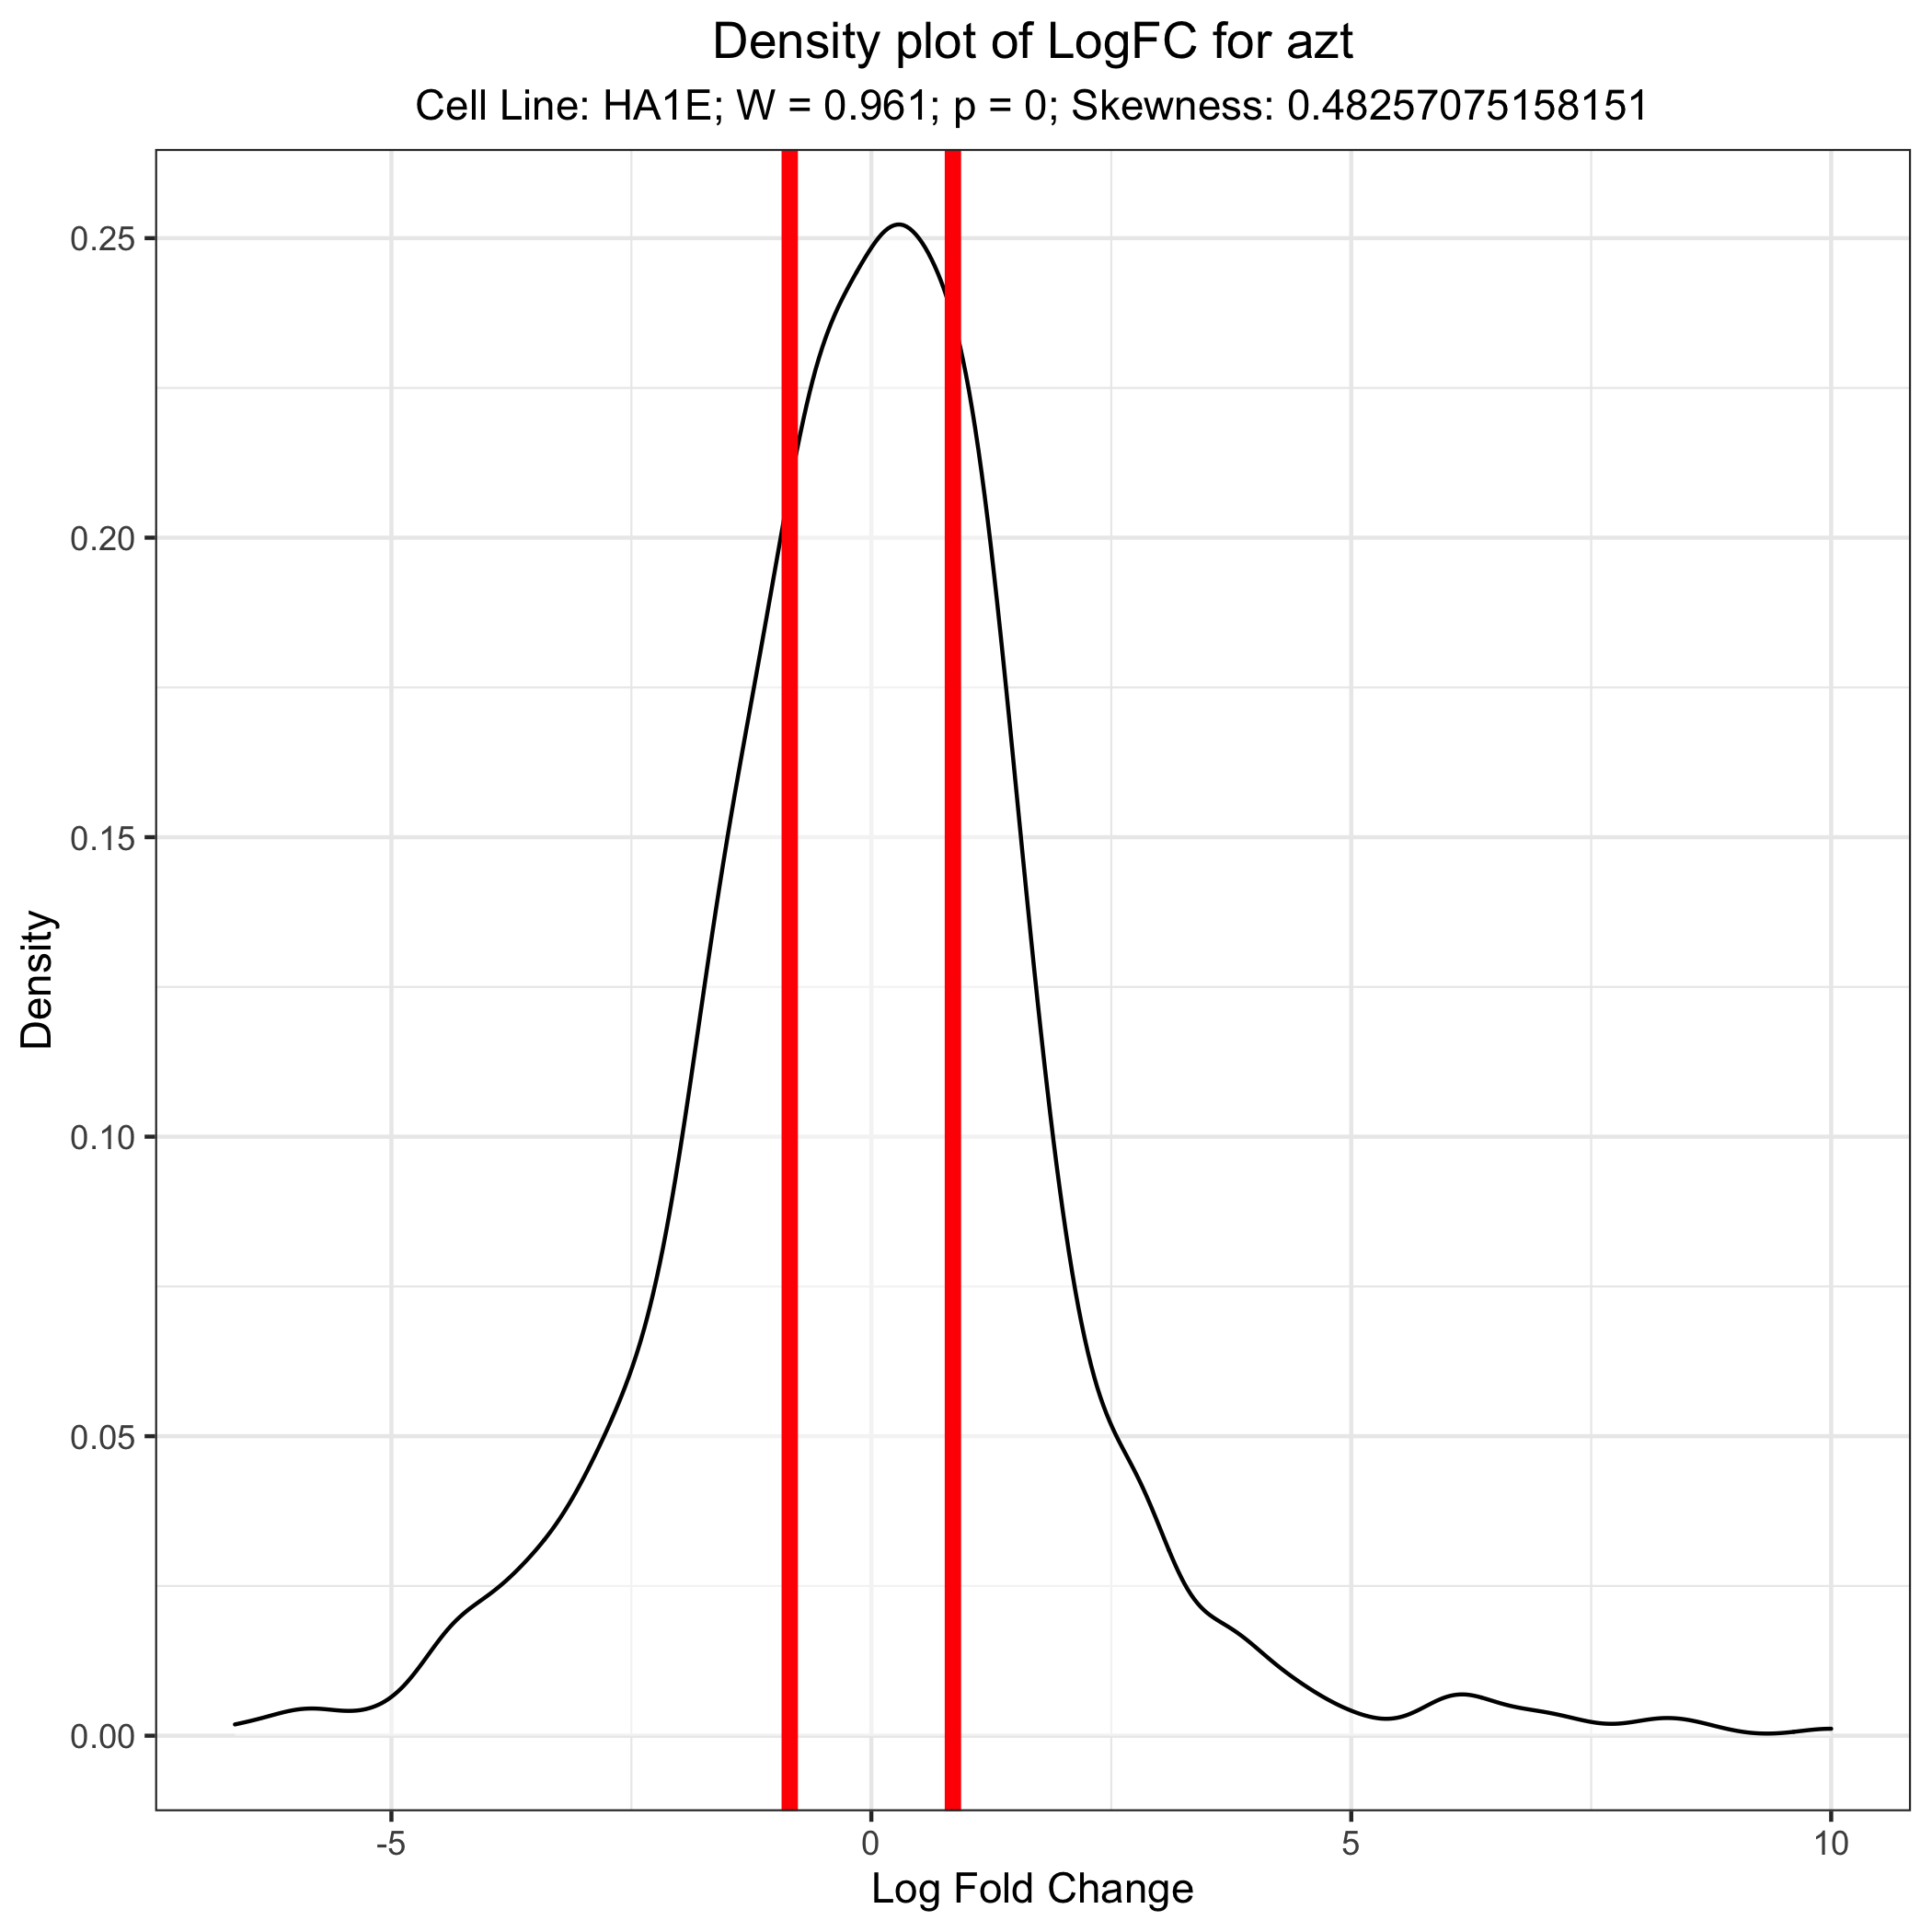 Density plot of LogFC for azt
Cell Line: HA1E; W = 0.961; p = 0; Skewness: 0.48257075158151
0.25
0.20
0.15
0.10
0.05
0.00
Density
-5 0 5 10
Log Fold Change